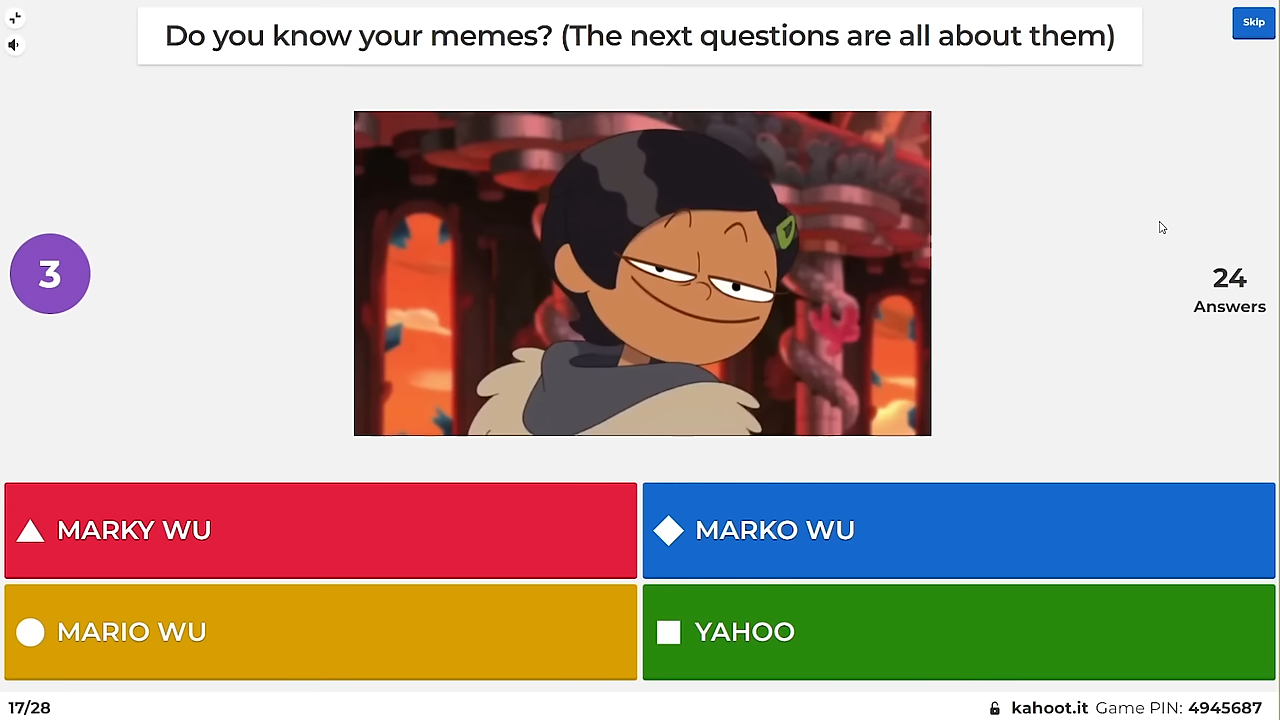 Do you know your memes? (The next questions are all about them)
Skip
3
24
Answers
MARKY WU
MARKO WU
MARIO WU
YAHOO
17/28
kahoot.it Game PIN: 4945687